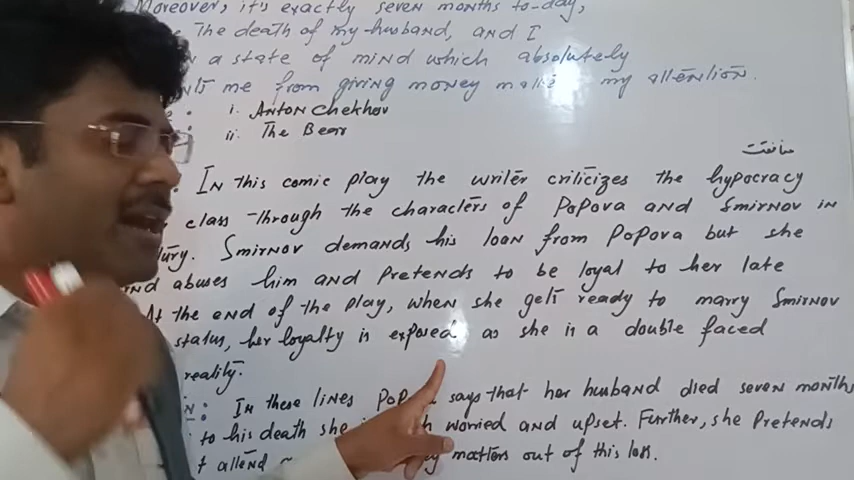 Moreover, it's exactly seven months to-day,
The death of my-husband, and I
a state of mind which absolutely
me from giving money my attention.
i. Anton Chekhov
ii. The Bear
منافقت
In this comic play the writer criticizes the hypocracy
class through the characters of Popova and Smirnov in
Smirnov demands his loan from Popova but she
abuses him and pretends to be loyal to her late
At the end of the play, when she gets ready to marry Smirnov
status, her loyalty is exposed as she is a double faced
reality.
In these lines says that her husband died seven months
to his death she worried and upset. Further, she pretends
attend matters out of this loss.